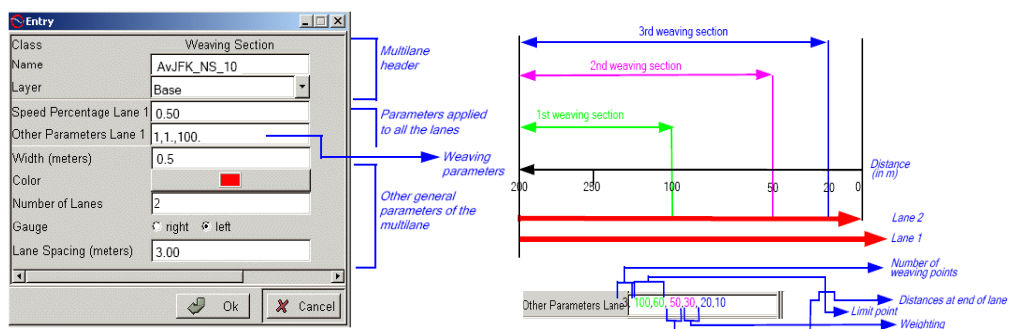 Entry
Class Weaving Section
Name AvJFK_NS_10
Layer Base
Speed Percentage Lane 1 0.50
Other Parameters Lane 1 1,1.,100.
Width (meters) 0.5
Color
Number of Lanes 2
Gauge right left
Lane Spacing (meters) 3.00
Ok Cancel
Multilane
header
Parameters applied
to all the lanes
Weaving
parameters
Other general
parameters of the
multilane
3rd weaving section
2nd weaving section
1st weaving section
Distance
(in m)
200 250 100 50 20 0
Lane 2
Lane 1
Number of
weaving points
Other Parameters Lane 3, 100,60, 50,30, 20,10
Distances at end of lane
Limit point
Weighting